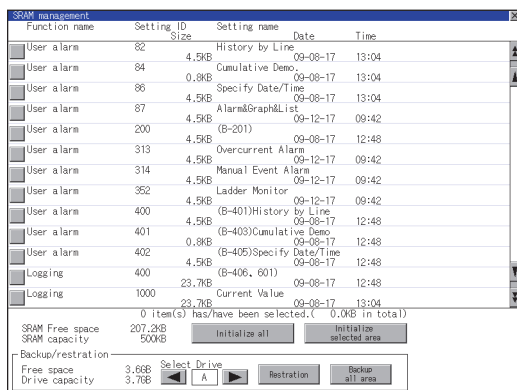 SRAM management
Function name Setting ID Setting name
Size Date Time
User alarm 82 History by Line
4.5KB 09-08-17 13:04
User alarm 84 Cumulative Demo.
0.8KB 09-08-17 13:04
User alarm 86 Specify Date/Time
4.5KB 09-08-17 13:04
User alarm 87 Alarm&Graph&List
4.5KB 09-12-17 09:42
User alarm 200 (B-201)
4.5KB 09-08-17 12:48
User alarm 313 Overcurrent Alarm
4.5KB 09-12-17 09:42
User alarm 314 Manual Event Alarm
4.5KB 09-12-17 09:42
User alarm 352 Ladder Monitor
4.5KB 09-12-17 09:42
User alarm 400 (B-401)History by Line
4.5KB 09-08-17 12:48
User alarm 401 (B-403)Cumulative Demo
0.8KB 09-08-17 12:48
User alarm 402 (B-405)Specify Date/Time
4.5KB 09-08-17 12:48
Logging 400 (B-406、601)
23.7KB 09-08-17 12:48
Logging 1000 Current Value
23.7KB 09-08-17 13:04
0 item(s) has/have been selected.( 0.0KB in total)
SRAM Free space 207.2KB
SRAM capacity 500KB
Initialize all
Initialize
selected area
Backup/restration
Free space 3.6GB
Drive capacity 3.7GB
Select Drive
A
Restration
Backup
all area